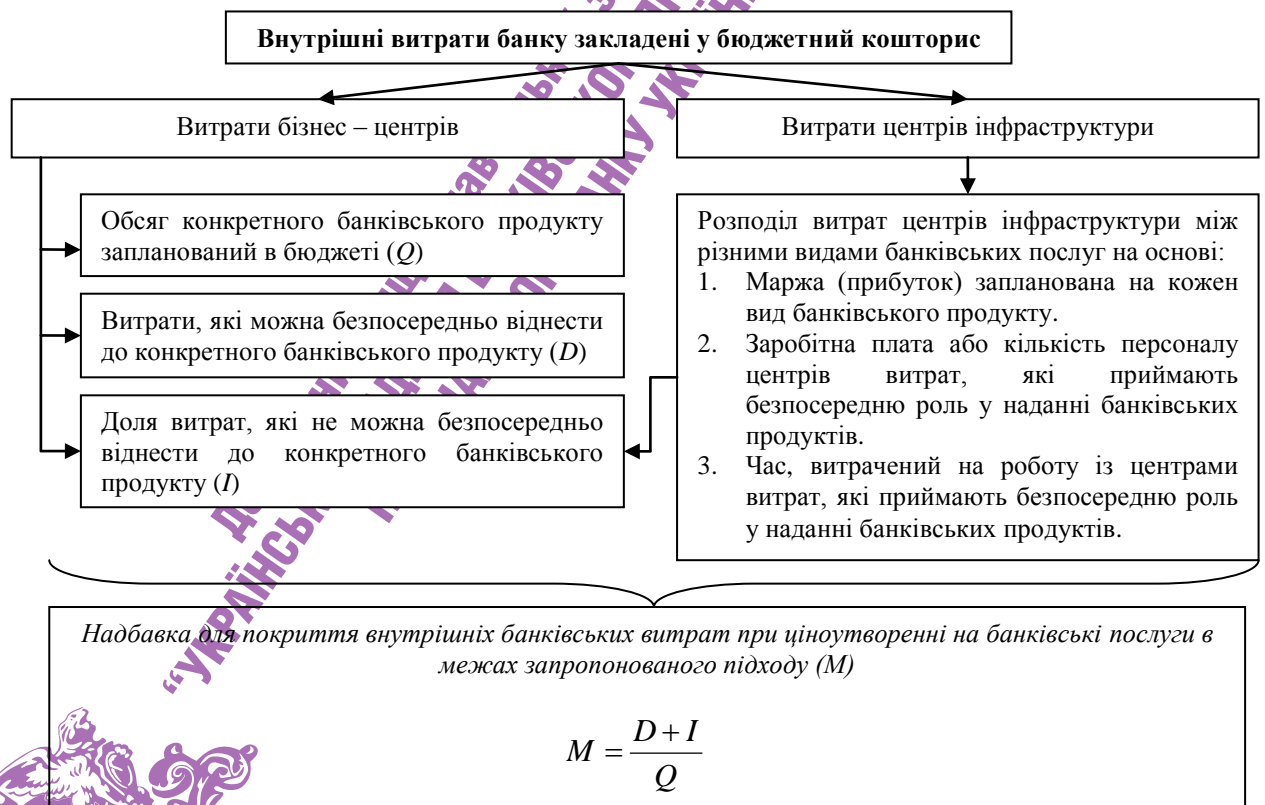 Внутрішні витрати банку закладені у бюджетний кошторис
Витрати бізнес – центрів
Витрати центрів інфраструктури
Обсяг конкретного банківського продукту
запланований в бюджеті (Q)
Витрати, які можна безпосередньо віднести
до конкретного банківського продукту (D)
Доля витрат, які не можна безпосередньо
віднести до конкретного банківського
продукту (I)
Розподіл витрат центрів інфраструктури між
різними видами банківських послуг на основі:
1. Маржа (прибуток) запланована на кожен
вид банківського продукту.
2. Заробітна плата або кількість персоналу
центрів витрат, які приймають
безпосередню роль у наданні банківських
продуктів.
3. Час, витрачений на роботу із центрами
витрат, які приймають безпосередню роль
у наданні банківських продуктів.
Надбавка для покриття внутрішніх банківських витрат при ціноутворенні на банківські послуги в
межах запропонованого підходу (М)
M = (D + I) / Q